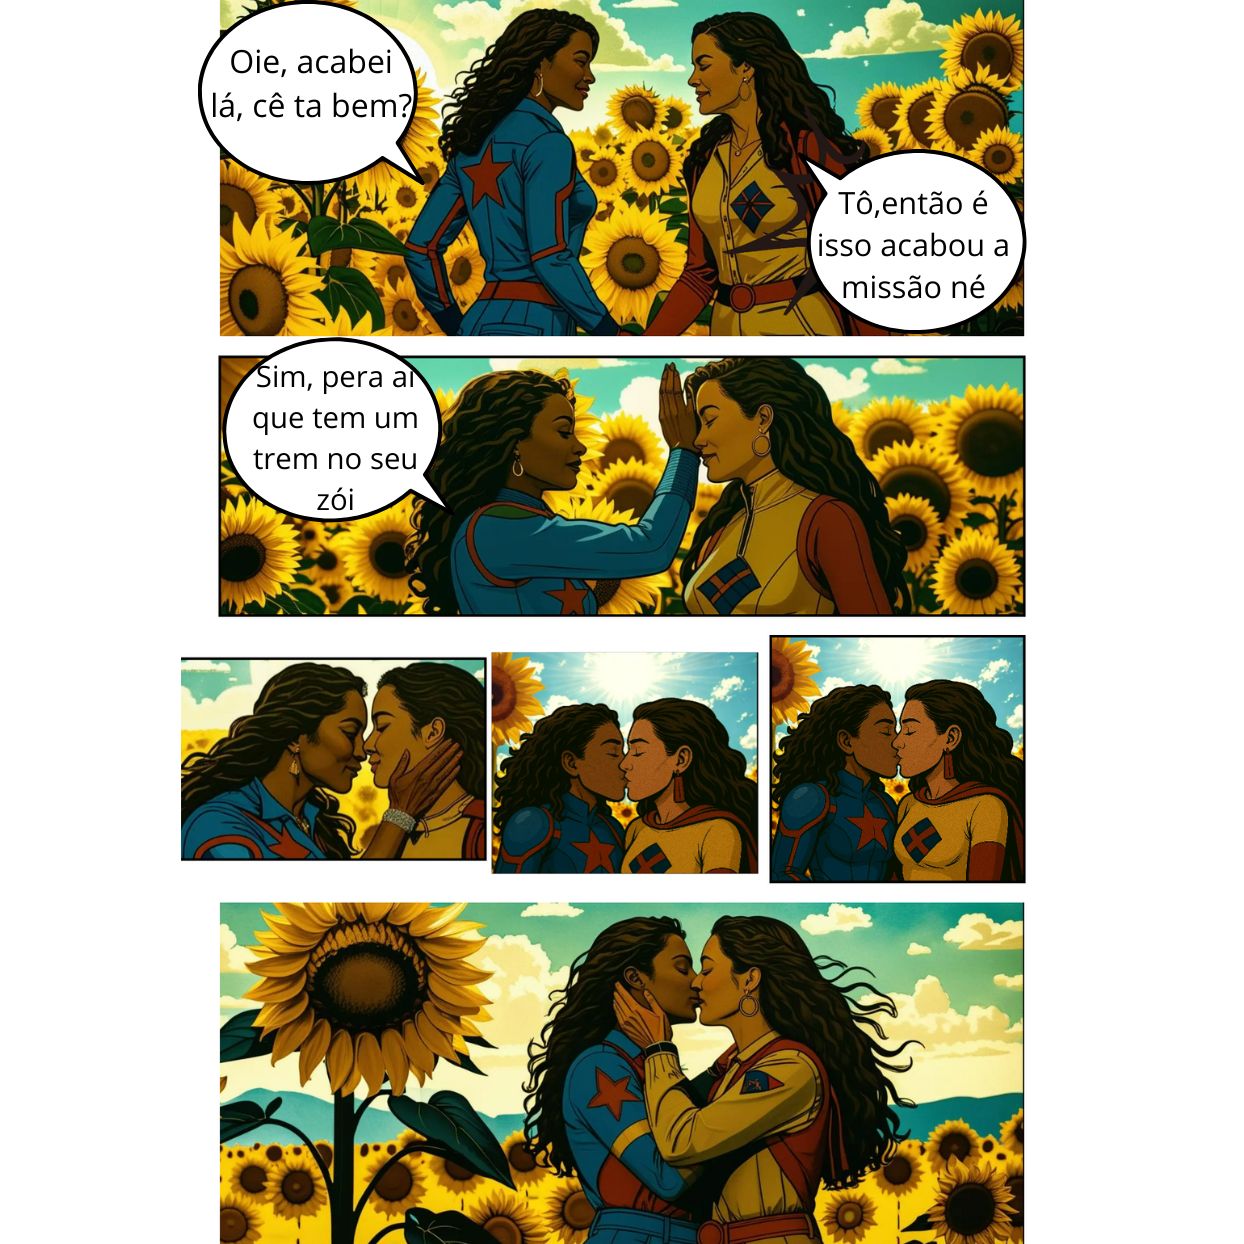 Oie, acabei
lá, cê ta bem?
Tô,então é
isso acabou a
missão né
Sim, pera aí
que tem um
trem no seu
zói